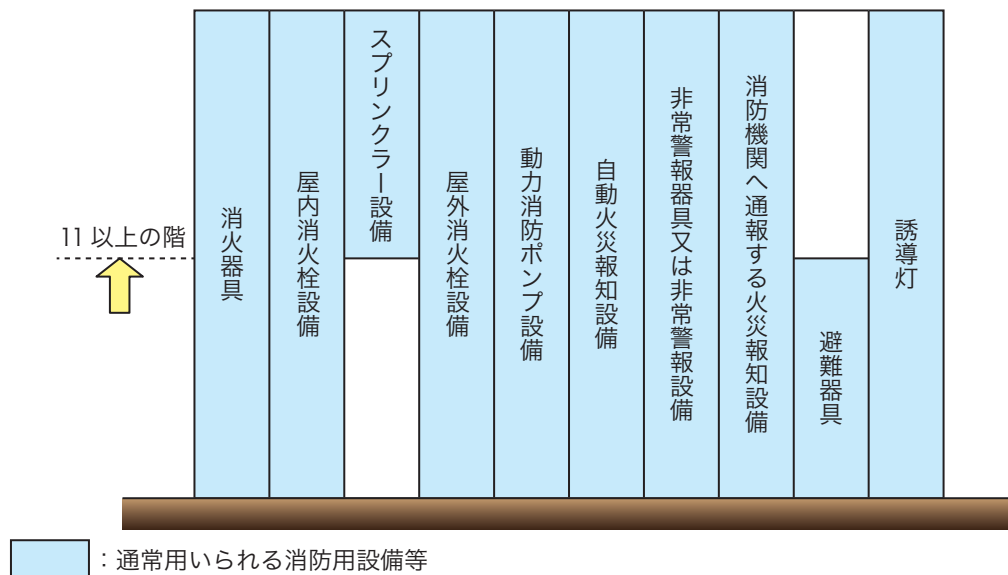 11 以上の階
消火器具
屋内消火栓設備
スプリンクラー設備
屋外消火栓設備
動力消防ポンプ設備
自動火災報知設備
非常警報器具又は非常警報設備
消防機関へ通報する火災報知設備
避難器具
誘導灯
：通常用いられる消防用設備等